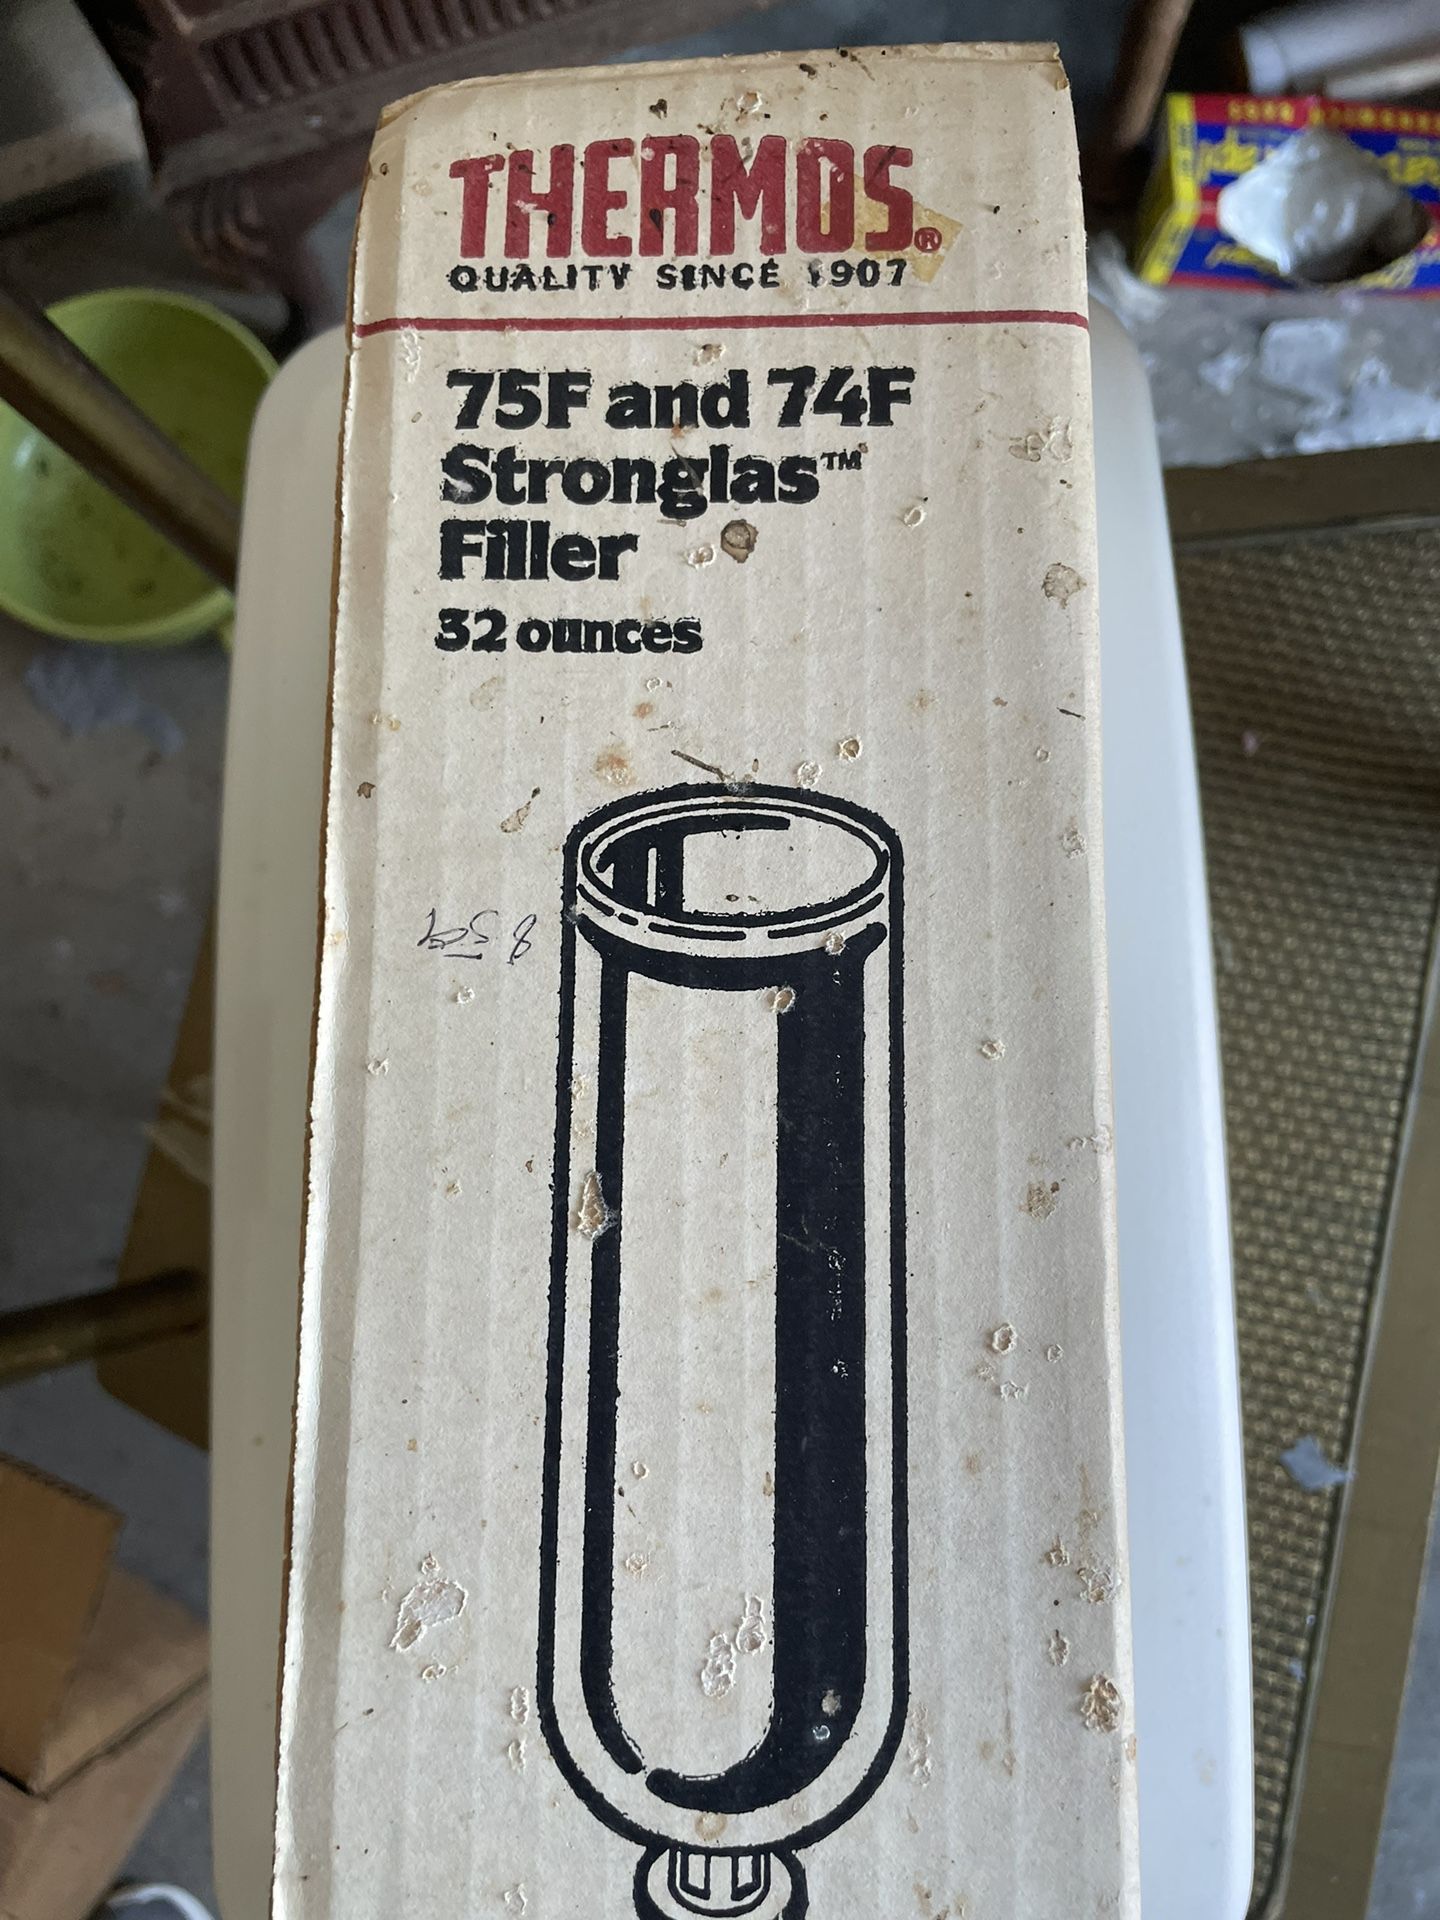 THERMOS®
QUALITY SINCE 1907
75F and 74F
Stronglas™
Filler
32 ounces